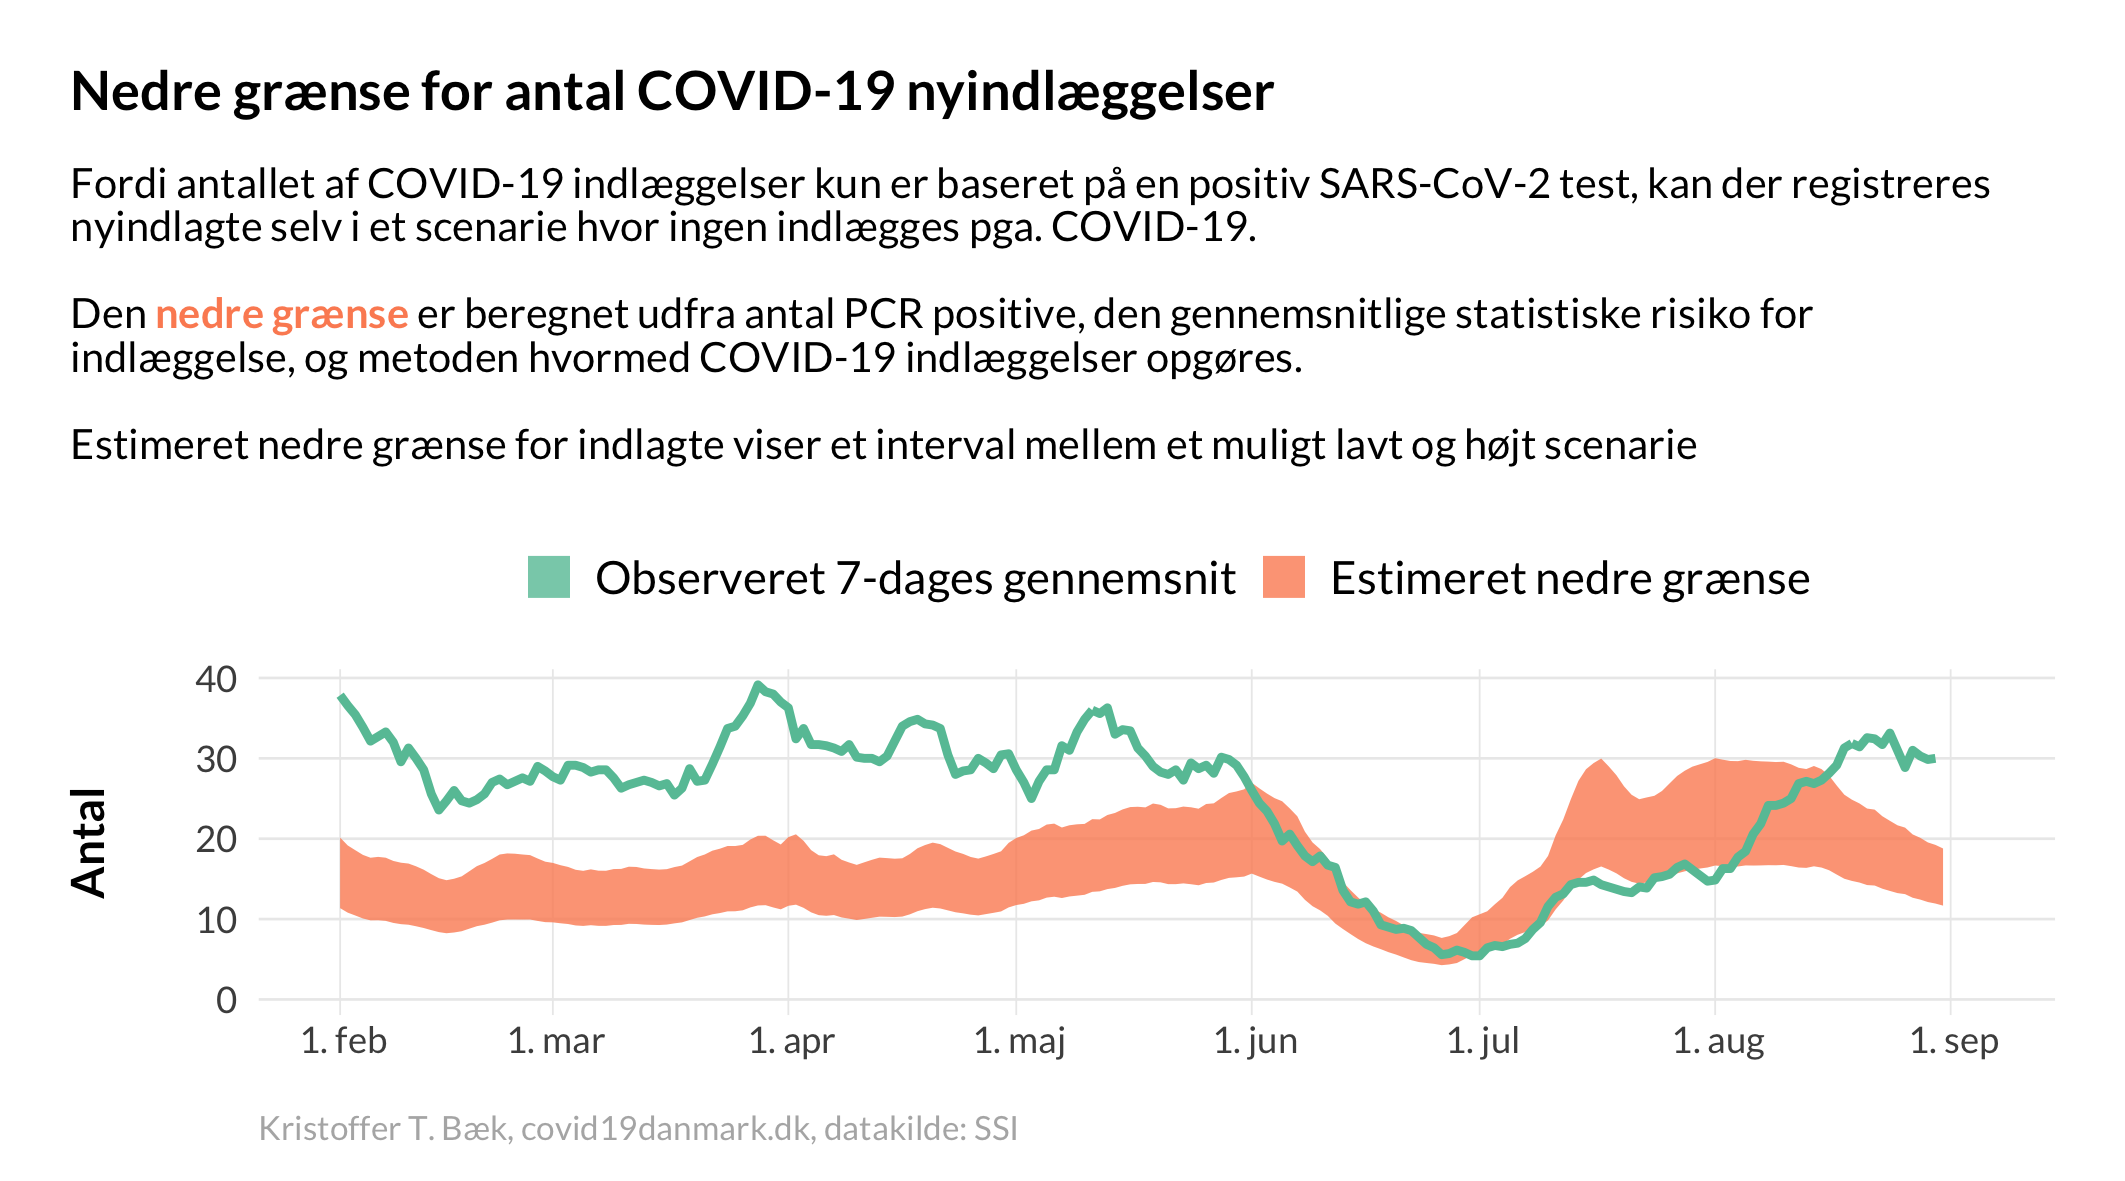 Nedre grænse for antal COVID-19 nyindlæggelser
Fordi antallet af COVID-19 indlæggelser kun er baseret på en positiv SARS-CoV-2 test, kan der registreres
nyindlagte selv i et scenarie hvor ingen indlægges pga. COVID-19.
Den nedre grænse er beregnet udfra antal PCR positive, den gennemsnitlige statistiske risiko for
indlæggelse, og metoden hvormed COVID-19 indlæggelser opgøres.
Estimeret nedre grænse for indlagte viser et interval mellem et muligt lavt og højt scenarie
Observeret 7-dages gennemsnit Estimeret nedre grænse
Antal
40
30
20
10
0
1. feb 1. mar 1. apr 1. maj 1. jun 1. jul 1. aug 1. sep
Kristoffer T. Bæk, covid19danmark.dk, datakilde: SSI